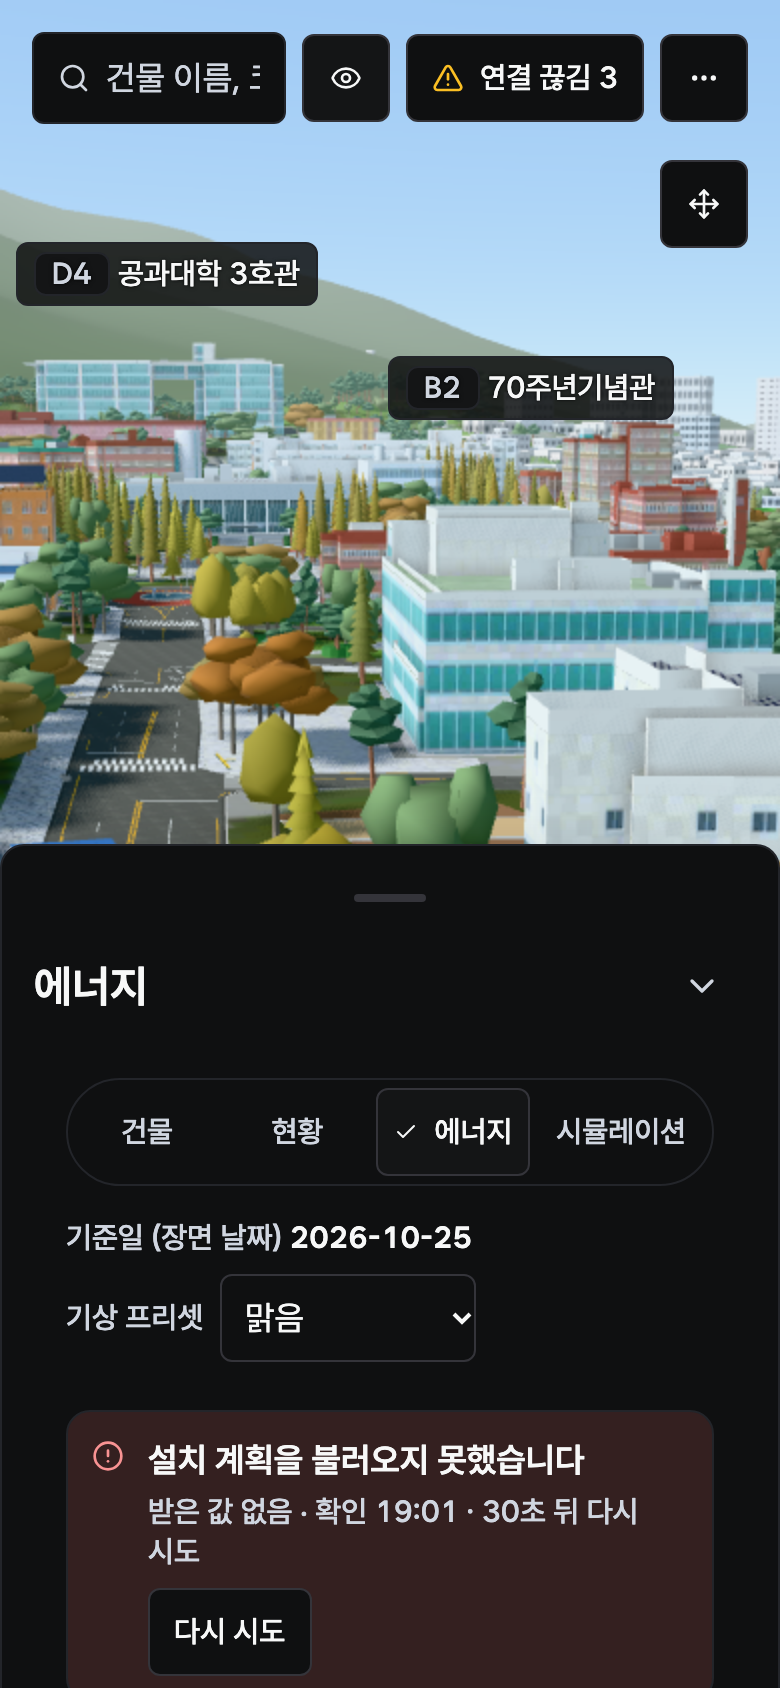 건물 이름,
연결 끊김 3
D4 공과대학 3호관
B2 70주년기념관
에너지
건물
현황
에너지
시뮬레이션
기준일 (장면 날짜) 2026-10-25
기상 프리셋 맑음
설치 계획을 불러오지 못했습니다
받은 값 없음 · 확인 19:01 · 30초 뒤 다시
시도
다시 시도